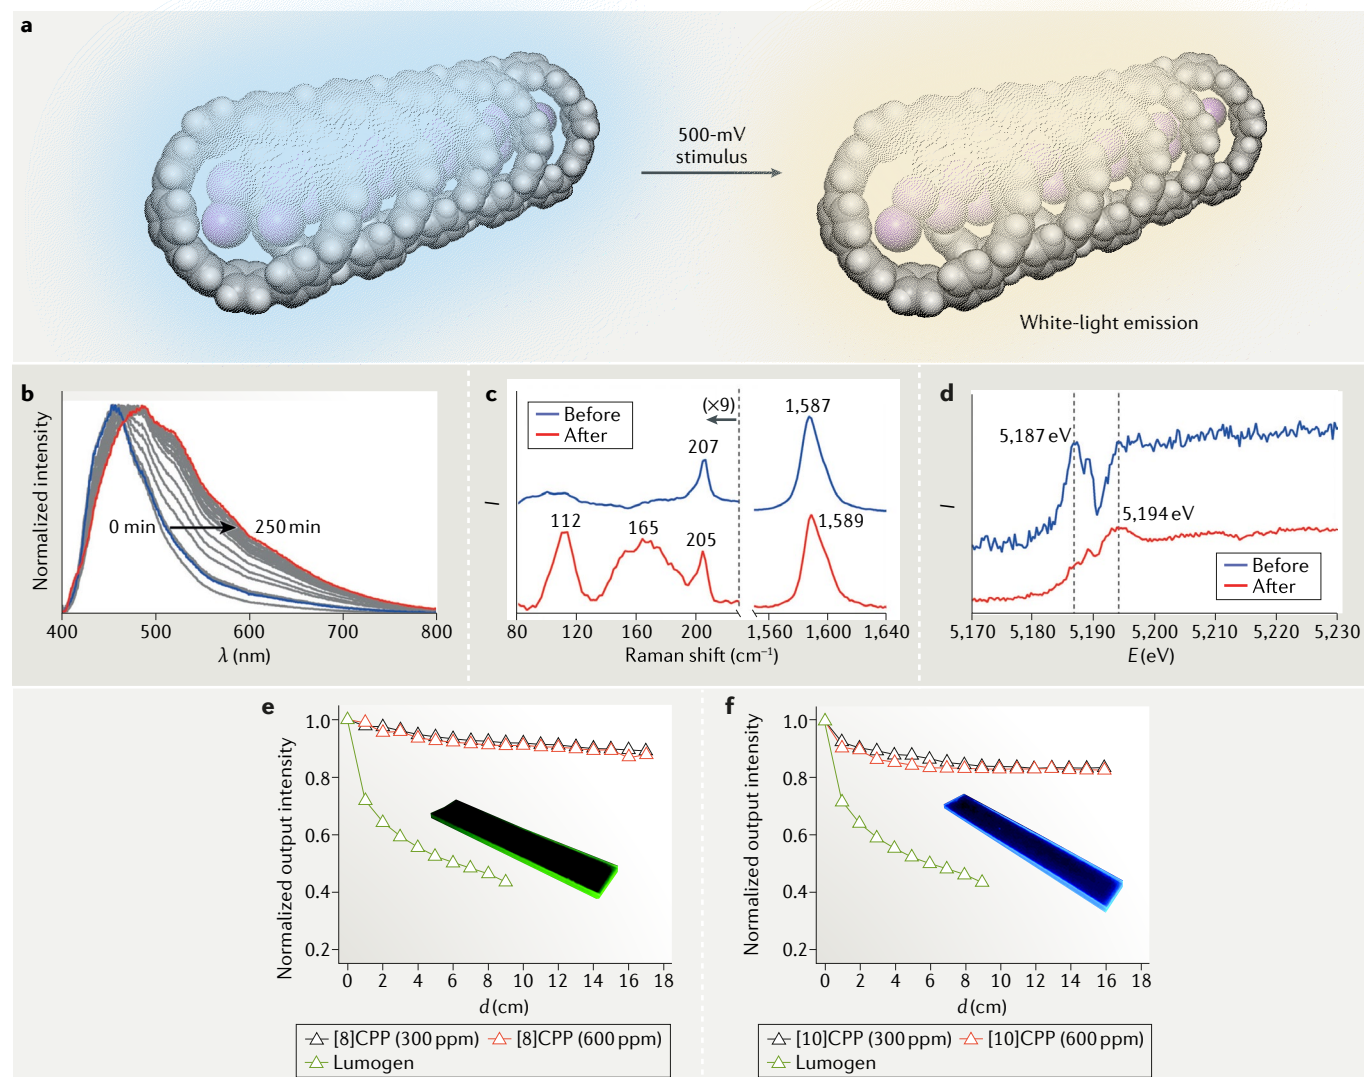 a
500-mV
stimulus
White-light emission
b
Normalized intensity
0 min
250 min
400 500 600 700 800
λ (nm)
c
I
Before
After
(×9)
207
1,587
112
165
205
1,589
80 120 160 200 1,560 1,600 1,640
Raman shift (cm⁻¹)
d
I
5,187 eV
5,194 eV
Before
After
5,170 5,180 5,190 5,200 5,210 5,220 5,230
E (eV)
e
Normalized output intensity
1.0
0.8
0.6
0.4
0.2
0 2 4 6 8 10 12 14 16 18
d (cm)
[8]CPP (300 ppm) [8]CPP (600 ppm)
Lumogen
f
Normalized output intensity
1.0
0.8
0.6
0.4
0.2
0 2 4 6 8 10 12 14 16 18
d (cm)
[10]CPP (300 ppm) [10]CPP (600 ppm)
Lumogen